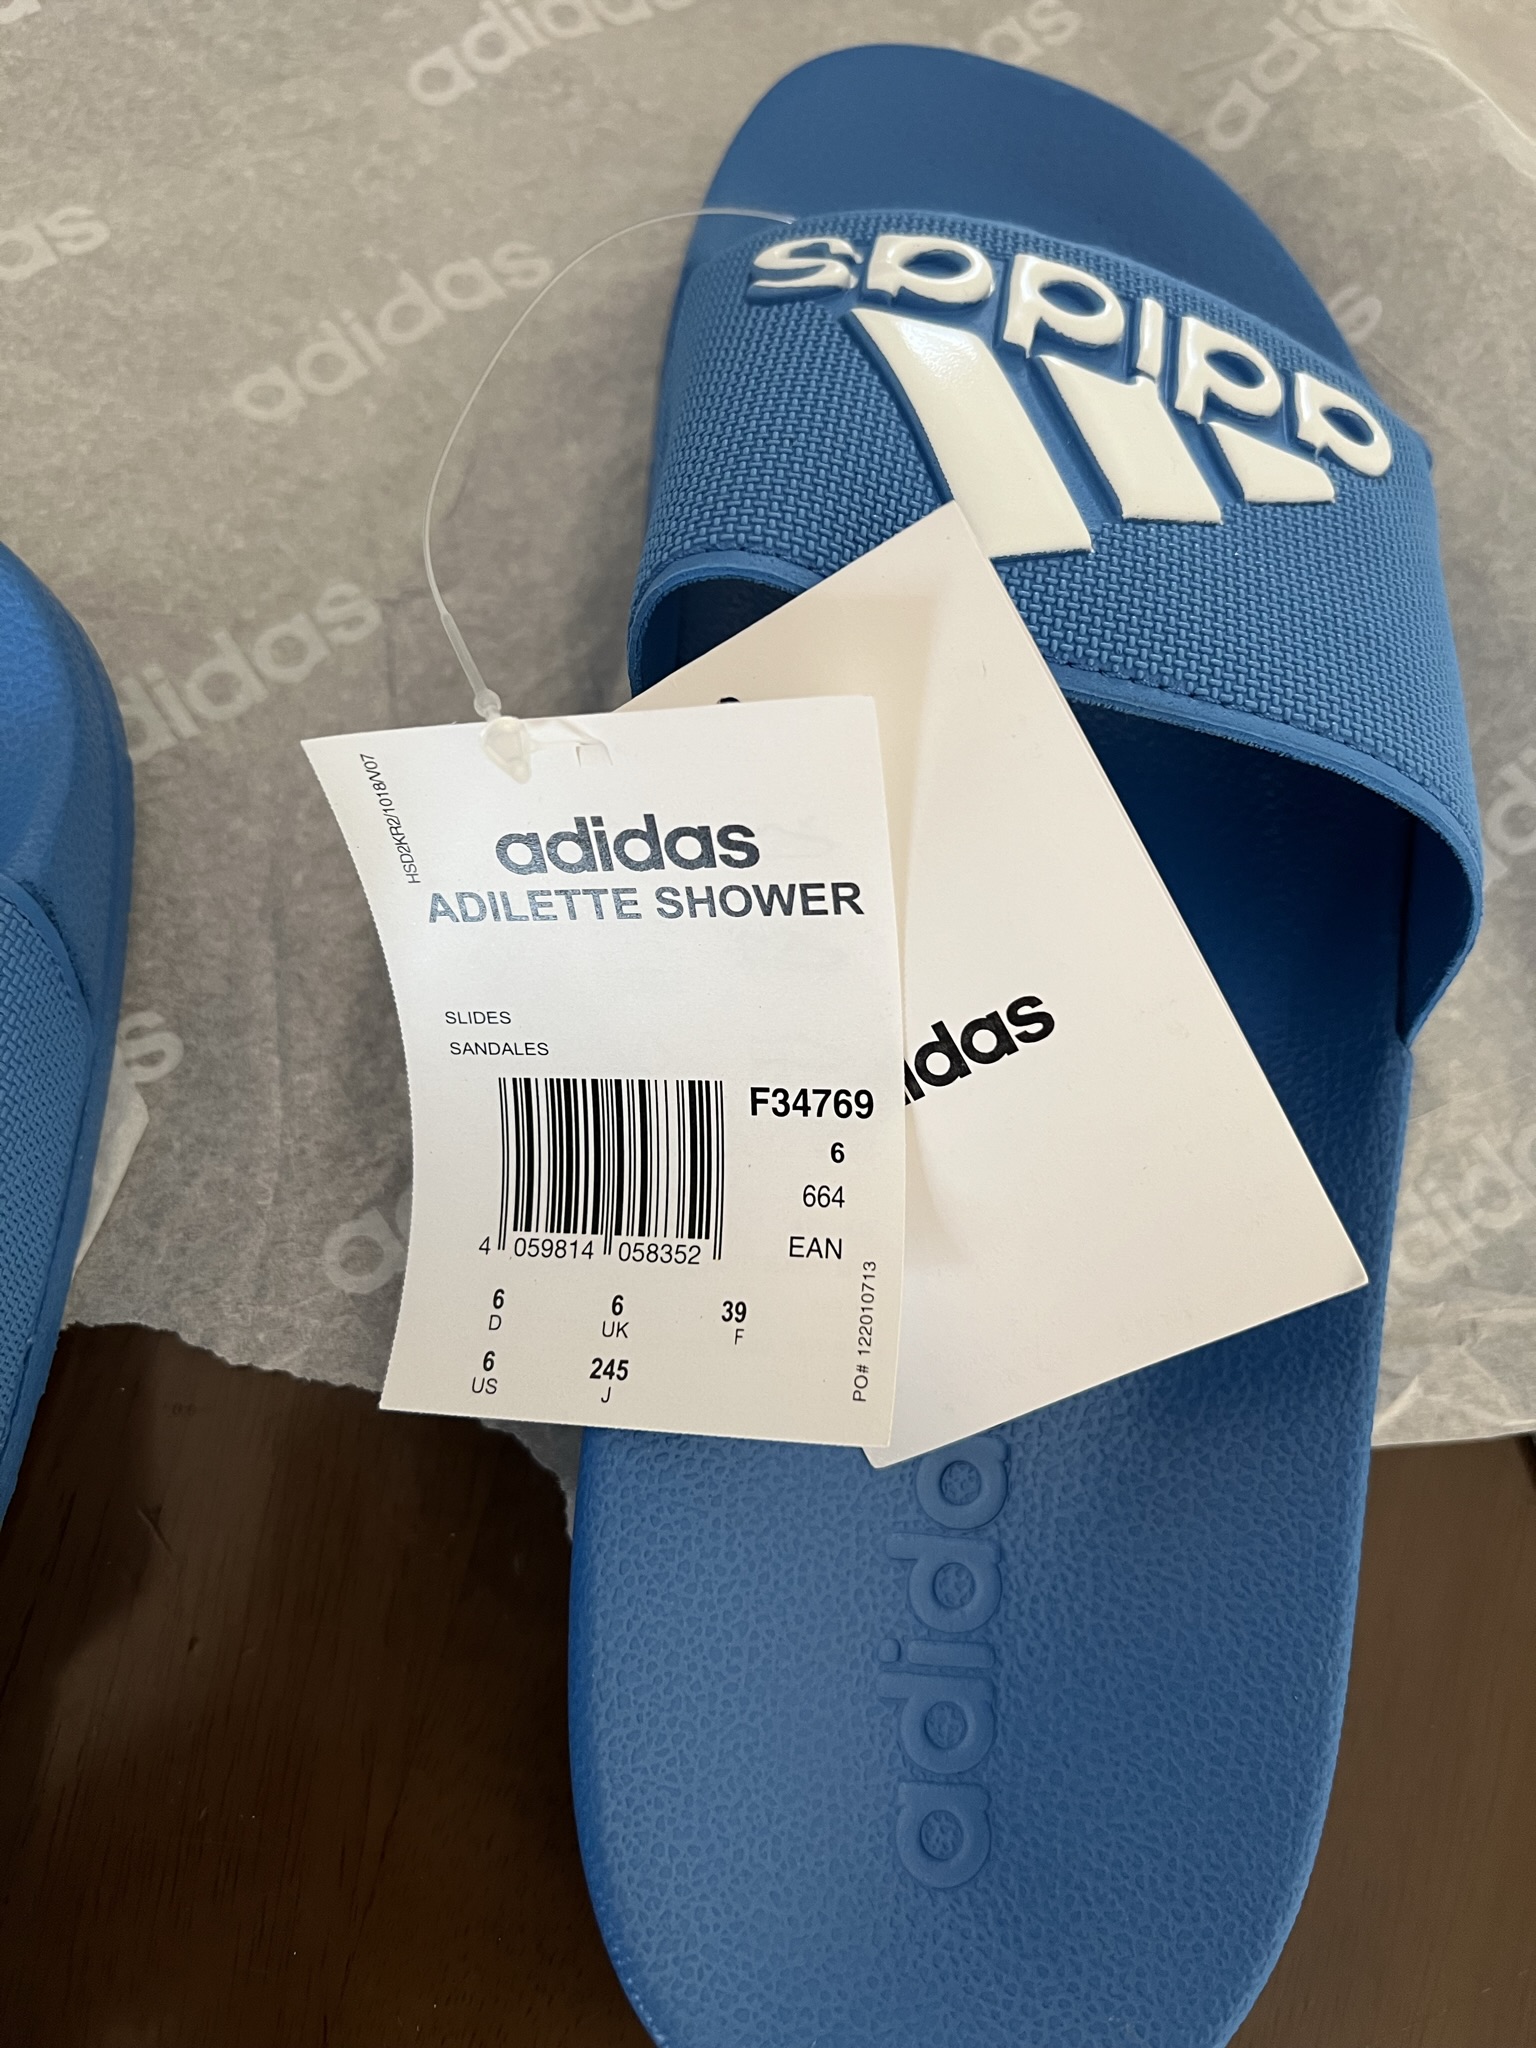 adidas
adidas
adidas
adidas
adidas
adidas
HSD2KR2/1018/V07
adidas
ADILETTE SHOWER
SLIDES
SANDALES
F34769
6
664
EAN
4 059814 058352
6 6 39
D UK F
6 245
US J
PO# 122010713
adidas